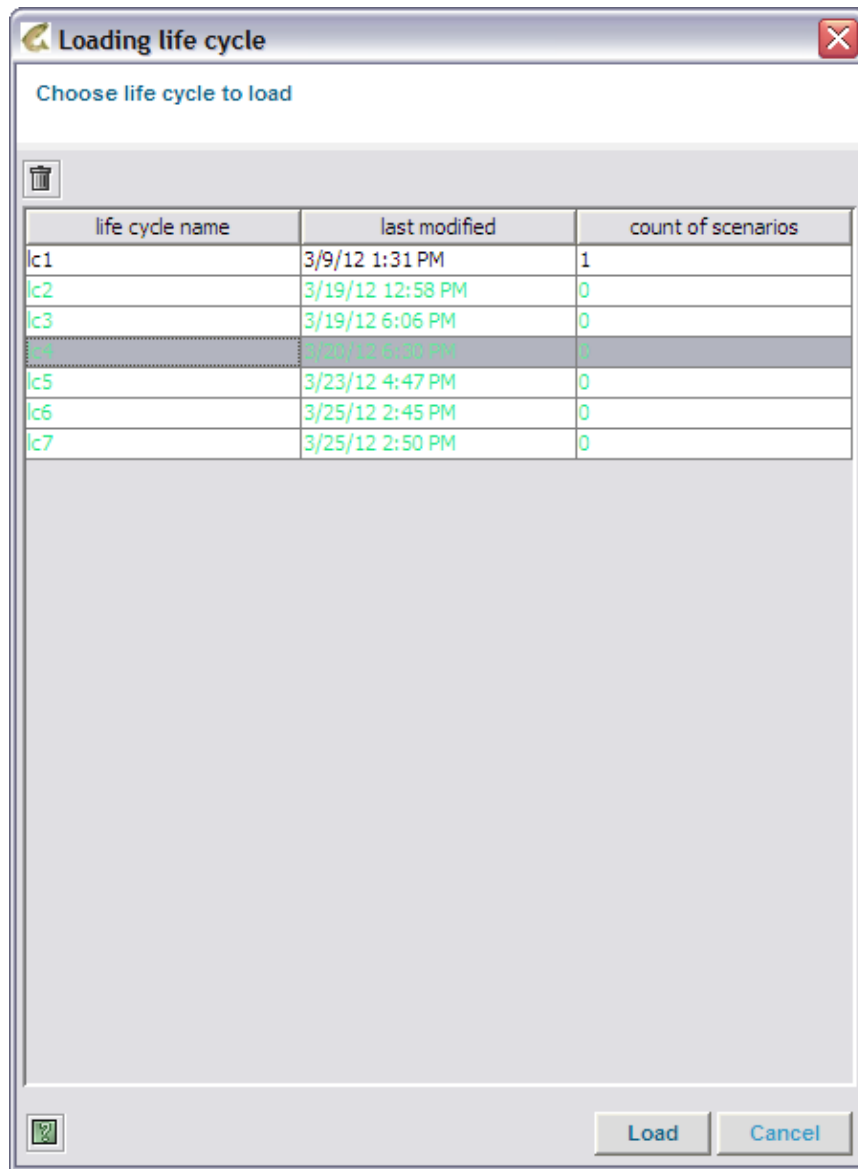 Loading life cycle
Choose life cycle to load
life cycle name last modified count of scenarios
lc1 3/9/12 1:31 PM 1
lc2 3/19/12 12:58 PM 0
lc3 3/19/12 6:06 PM 0
lc4 3/20/12 6:30 PM 0
lc5 3/23/12 4:47 PM 0
lc6 3/25/12 2:45 PM 0
lc7 3/25/12 2:50 PM 0
? Load Cancel